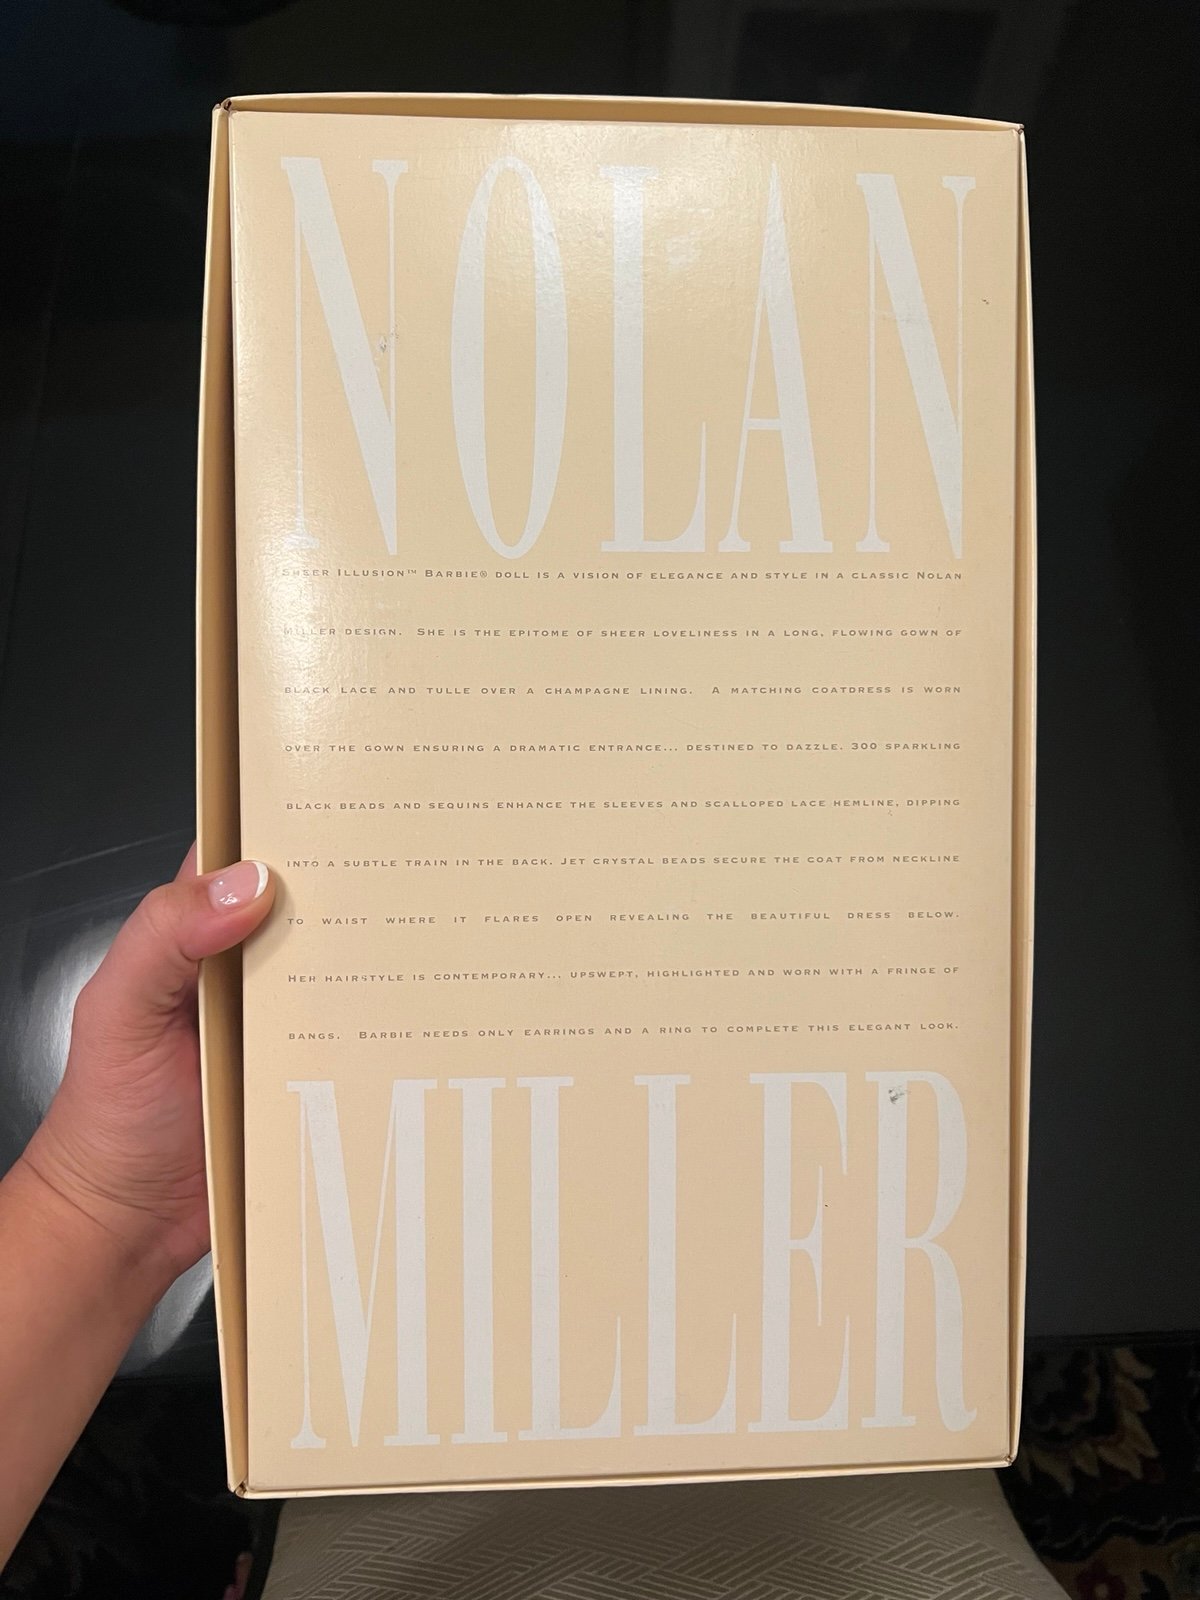 NOLAN
SHEER ILLUSION™ BARBIE® DOLL IS A VISION OF ELEGANCE AND STYLE IN A CLASSIC NOLAN
MILLER DESIGN. SHE IS THE EPITOME OF SHEER LOVELINESS IN A LONG, FLOWING GOWN OF
BLACK LACE AND TULLE OVER A CHAMPAGNE LINING. A MATCHING COATDRESS IS WORN
OVER THE GOWN ENSURING A DRAMATIC ENTRANCE... DESTINED TO DAZZLE. 300 SPARKLING
BLACK BEADS AND SEQUINS ENHANCE THE SLEEVES AND SCALLOPED LACE HEMLINE, DIPPING
INTO A SUBTLE TRAIN IN THE BACK. JET CRYSTAL BEADS SECURE THE COAT FROM NECKLINE
TO WAIST WHERE IT FLARES OPEN REVEALING THE BEAUTIFUL DRESS BELOW.
HER HAIRSTYLE IS CONTEMPORARY... UPSWEPT, HIGHLIGHTED AND WORN WITH A FRINGE OF
BANGS. BARBIE NEEDS ONLY EARRINGS AND A RING TO COMPLETE THIS ELEGANT LOOK.
MILLER